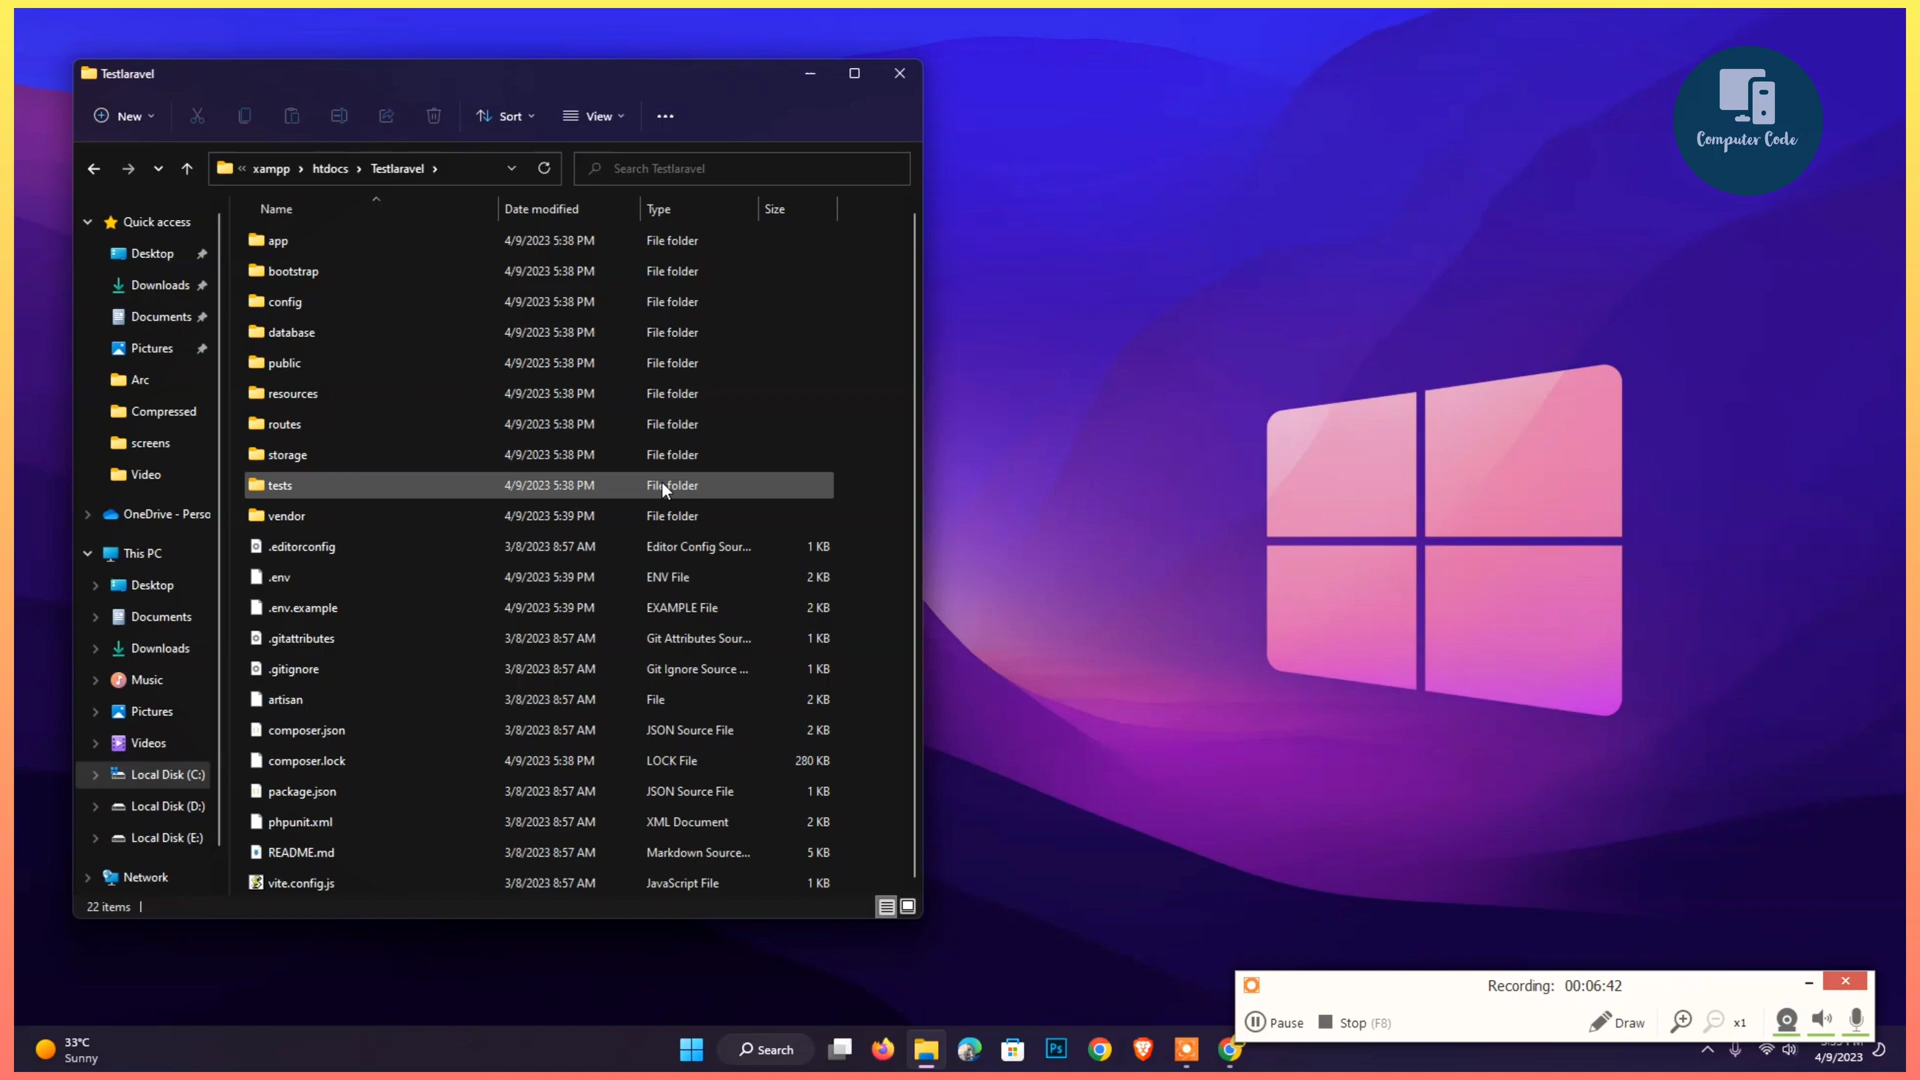 Testlaravel
New
Sort
View
« xampp > htdocs > Testlaravel >
Search Testlaravel
Name Date modified Type Size
Quick access
Desktop
Downloads
Documents
Pictures
Arc
Compressed
screens
Video
OneDrive - Perso
This PC
Desktop
Documents
Downloads
Music
Pictures
Videos
Local Disk (C:)
Local Disk (D:)
Local Disk (E:)
Network
app 4/9/2023 5:38 PM File folder
bootstrap 4/9/2023 5:38 PM File folder
config 4/9/2023 5:38 PM File folder
database 4/9/2023 5:38 PM File folder
public 4/9/2023 5:38 PM File folder
resources 4/9/2023 5:38 PM File folder
routes 4/9/2023 5:38 PM File folder
storage 4/9/2023 5:38 PM File folder
tests 4/9/2023 5:38 PM File folder
vendor 4/9/2023 5:39 PM File folder
.editorconfig 3/8/2023 8:57 AM Editor Config Sour... 1 KB
.env 4/9/2023 5:39 PM ENV File 2 KB
.env.example 4/9/2023 5:39 PM EXAMPLE File 2 KB
.gitattributes 3/8/2023 8:57 AM Git Attributes Sour... 1 KB
.gitignore 3/8/2023 8:57 AM Git Ignore Source ... 1 KB
artisan 3/8/2023 8:57 AM File 2 KB
composer.json 3/8/2023 8:57 AM JSON Source File 2 KB
composer.lock 4/9/2023 5:38 PM LOCK File 280 KB
package.json 3/8/2023 8:57 AM JSON Source File 1 KB
phpunit.xml 3/8/2023 8:57 AM XML Document 2 KB
README.md 3/8/2023 8:57 AM Markdown Source... 5 KB
vite.config.js 3/8/2023 8:57 AM JavaScript File 1 KB
22 items
Computer Code
Recording: 00:06:42
Pause
Stop (F8)
Draw
x1
33°C
Sunny
Search
Ps
4/9/2023